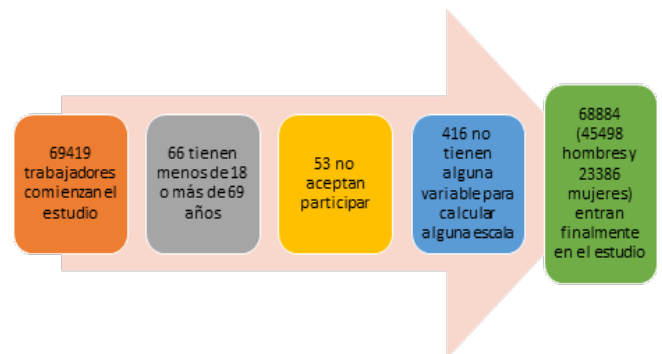 69419
trabajadores
comienzan el
estudio
66 tienen
menos de 18
o más de 69
años
53 no
aceptan
participar
416 no
tienen
alguna
variable para
calcular
alguna escala
68884
(45498
hombres y
23386
mujeres)
entran
finalmente
en el estudio